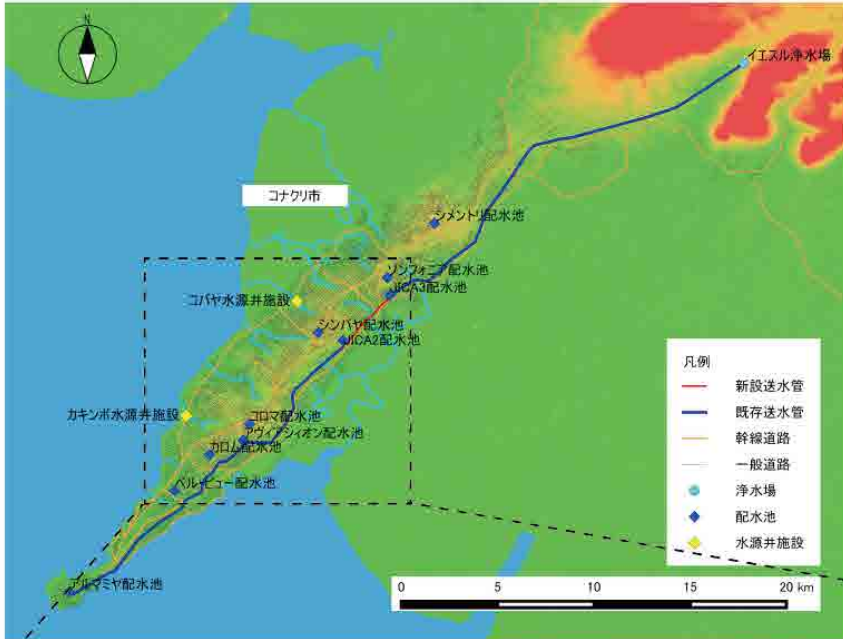 N
イエスル浄水場
コナクリ市
シメントリ配水池
ソンフォニア配水池
JICA3配水池
コバヤ水源井施設
シンバヤ配水池
JICA2配水池
カキンボ水源井施設
コロマ配水池
アヴィアシィオン配水池
カロム配水池
ベル・ビュー配水池
アルマミヤ配水池
凡例
新設送水管
既存送水管
幹線道路
一般道路
浄水場
配水池
水源井施設
0 5 10 15 20 km